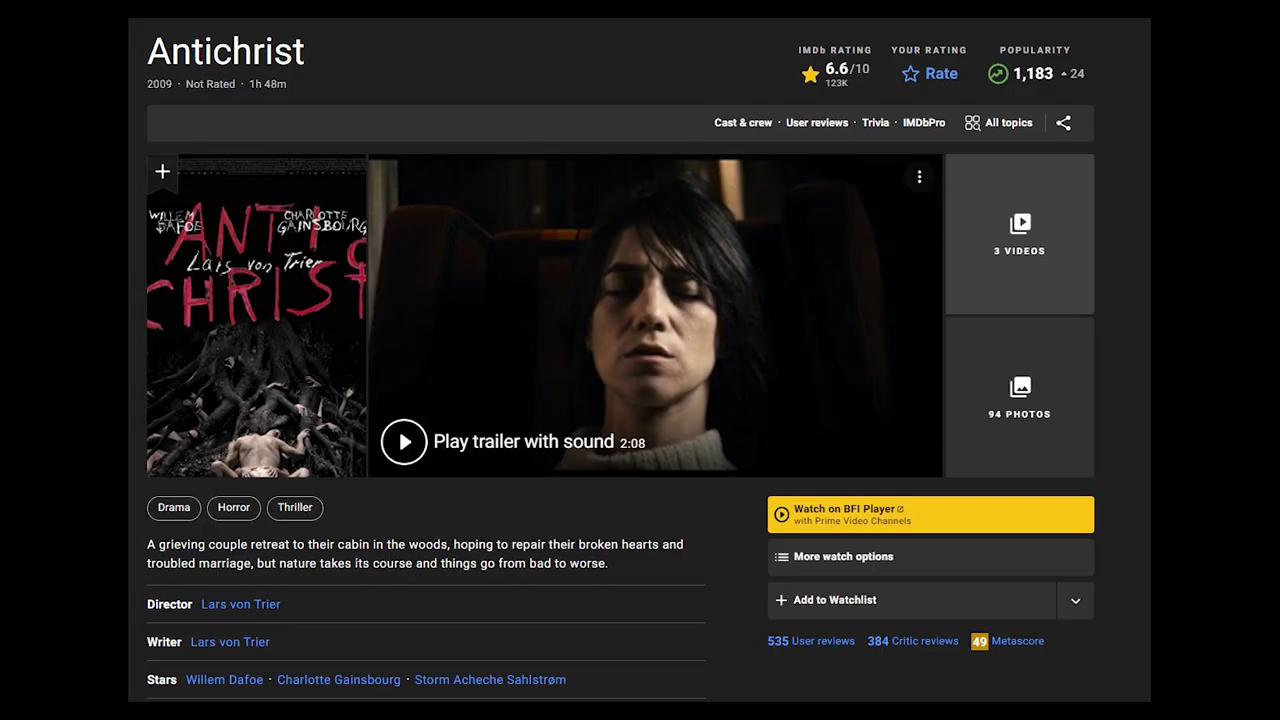 Antichrist
2009 · Not Rated · 1h 48m
IMDb RATING
6.6/10
123K
YOUR RATING
Rate
POPULARITY
1,183 24
Cast & crew · User reviews · Trivia · IMDbPro
All topics
WILLEM DAFOE
CHARLOTTE GAINSBOURG
ANTI
Lars von Trier
CHRIST
Play trailer with sound 2:08
3 VIDEOS
94 PHOTOS
Drama
Horror
Thriller
A grieving couple retreat to their cabin in the woods, hoping to repair their broken hearts and
troubled marriage, but nature takes its course and things go from bad to worse.
Director Lars von Trier
Writer Lars von Trier
Stars Willem Dafoe · Charlotte Gainsbourg · Storm Acheche Sahlstrøm
Watch on BFI Player
with Prime Video Channels
More watch options
Add to Watchlist
535 User reviews 384 Critic reviews 49 Metascore